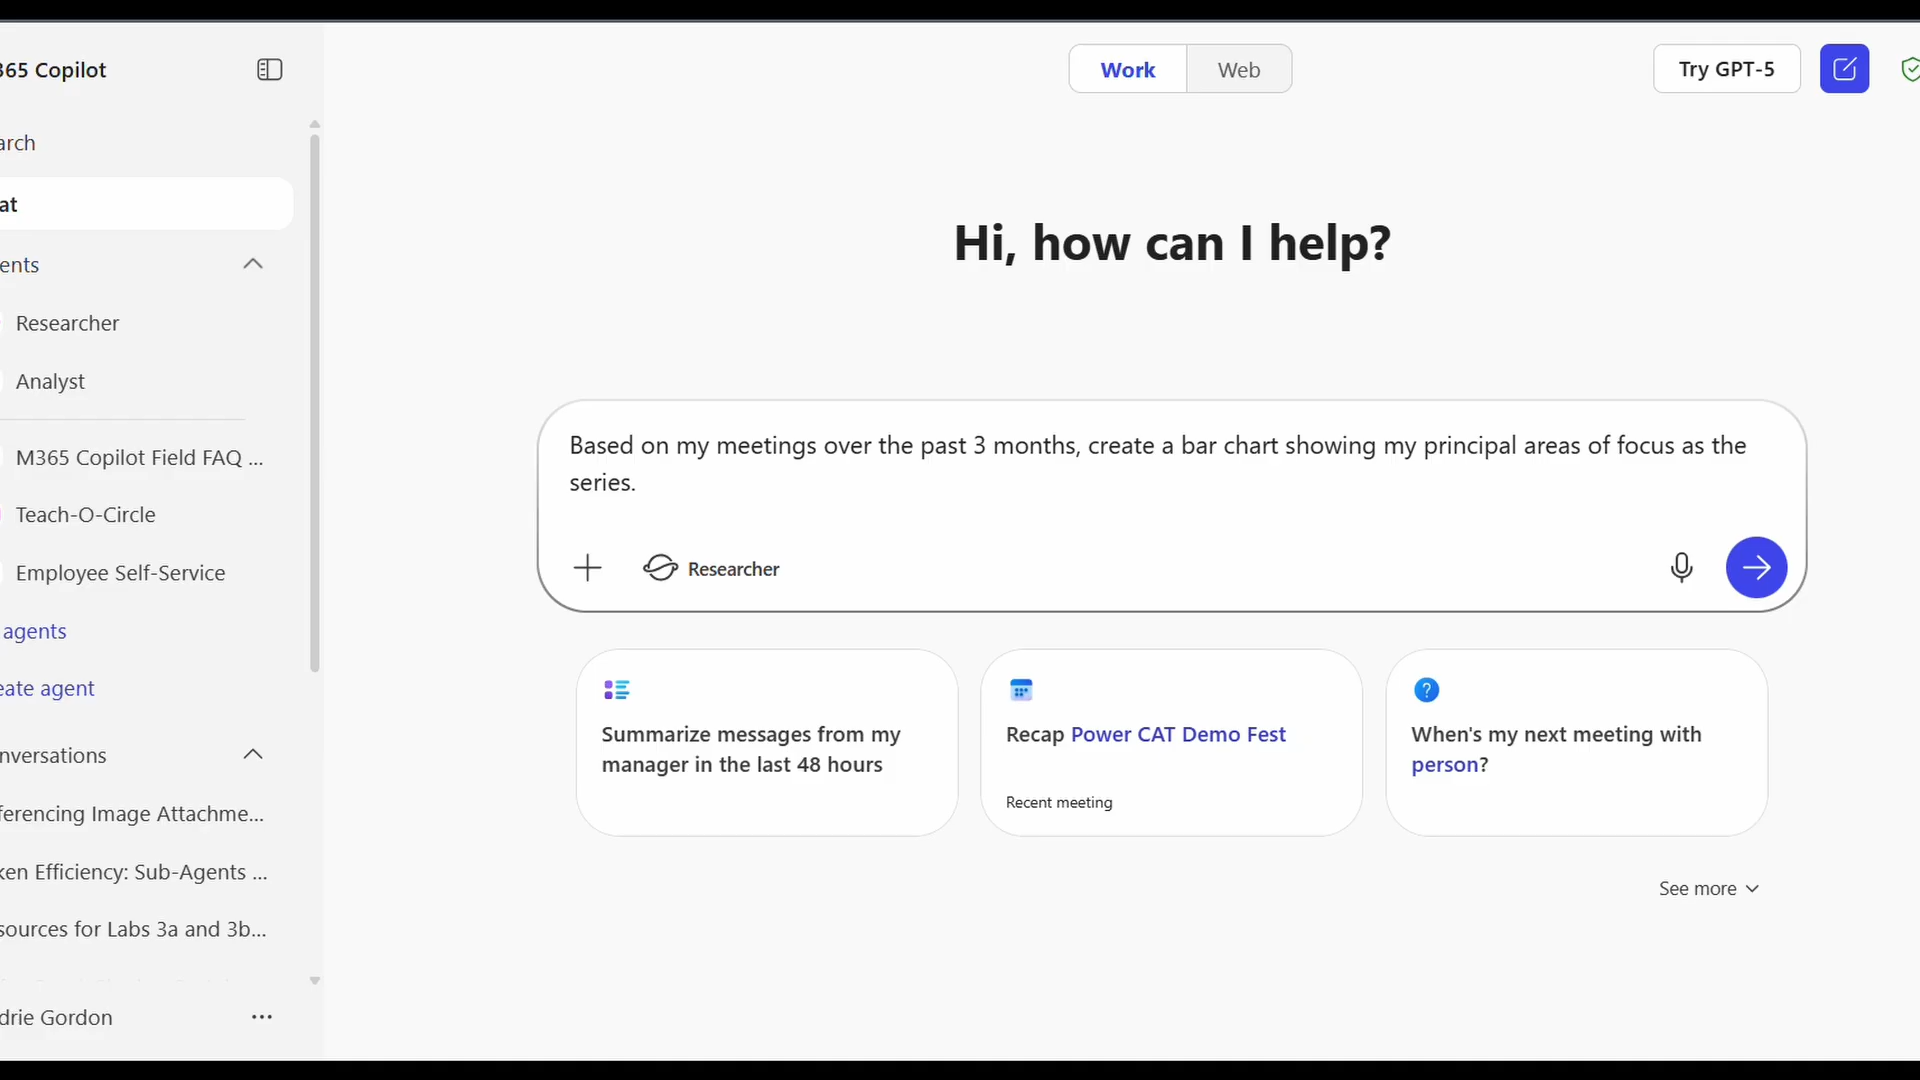 365 Copilot
arch
at
ents
Researcher
Analyst
M365 Copilot Field FAQ ...
Teach-O-Circle
Employee Self-Service
agents
eate agent
nversations
ferencing Image Attachme...
ken Efficiency: Sub-Agents ...
sources for Labs 3a and 3b...
drie Gordon
Work
Web
Try GPT-5
Hi, how can I help?
Based on my meetings over the past 3 months, create a bar chart showing my principal areas of focus as the
series.
Researcher
Summarize messages from my
manager in the last 48 hours
Recap Power CAT Demo Fest
Recent meeting
When's my next meeting with
person?
See more